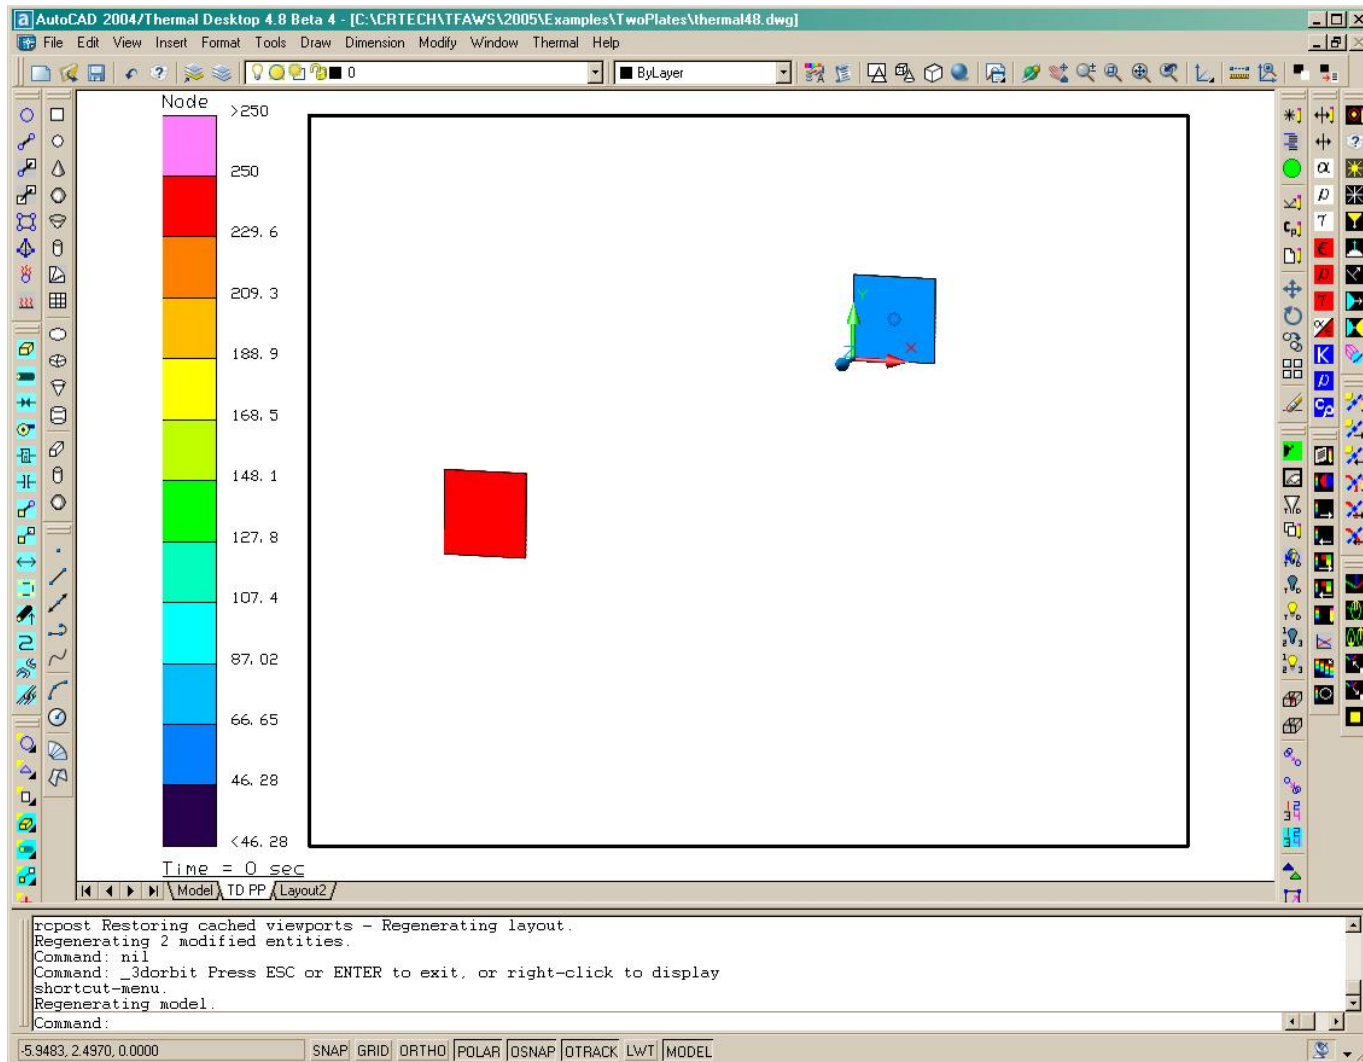 AutoCAD 2004/Thermal Desktop 4.8 Beta 4 - [C:\CRTECH\TFAWS\2005\Examples\TwoPlates\thermal48.dwg]
File Edit View Insert Format Tools Draw Dimension Modify Window Thermal Help
0 ByLayer
Node
>250
250
229.6
209.3
188.9
168.5
148.1
127.8
107.4
87.02
66.65
46.28
<46.28
Time = 0 sec
Y
X
Z
Model TD PP Layout2
rcpost Restoring cached viewports - Regenerating layout.
Regenerating 2 modified entities.
Command: nil
Command: _3dorbit Press ESC or ENTER to exit, or right-click to display
shortcut-menu.
Regenerating model.
Command:
-5.9483, 2.4970, 0.0000 SNAP GRID ORTHO POLAR OSNAP OTRACK LWT MODEL